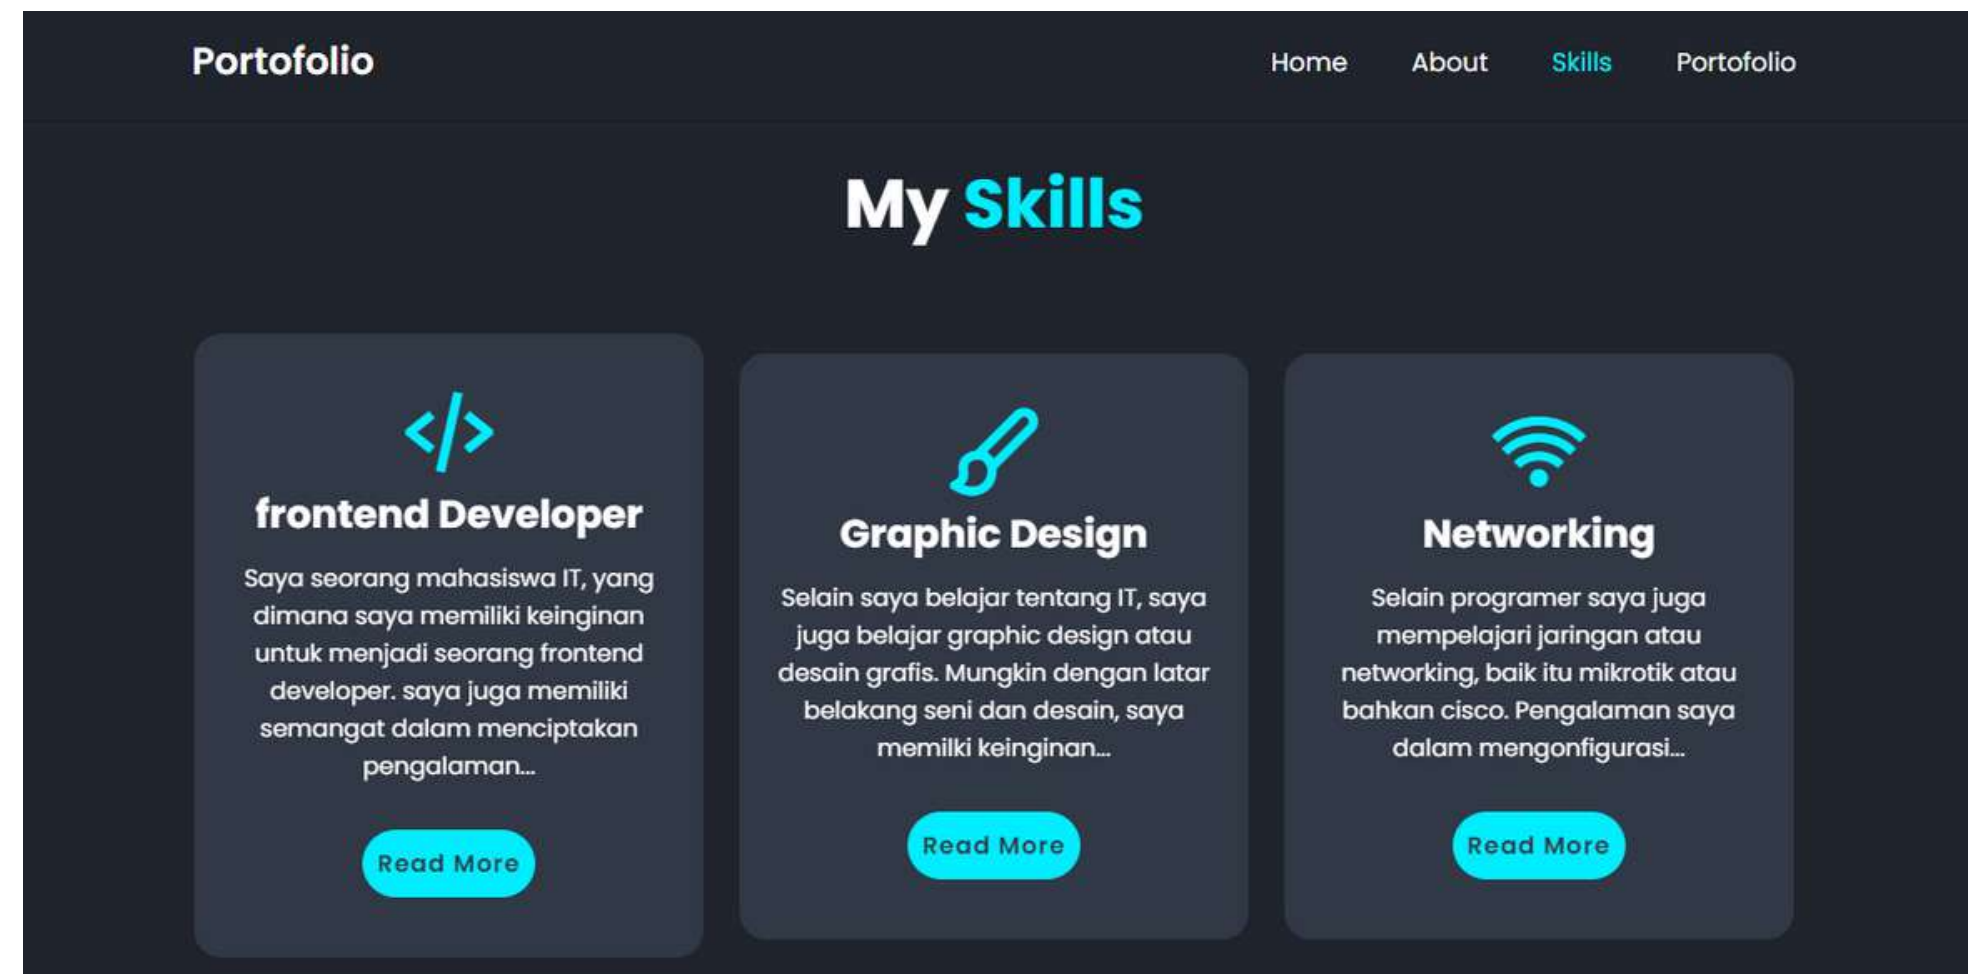 Portofolio
Home About Skills Portofolio
My Skills
frontend Developer
Saya seorang mahasiswa IT, yang
dimana saya memiliki keinginan
untuk menjadi seorang frontend
developer. saya juga memiliki
semangat dalam menciptakan
pengalaman...
Read More
Graphic Design
Selain saya belajar tentang IT, saya
juga belajar graphic design atau
desain grafis. Mungkin dengan latar
belakang seni dan desain, saya
memilki keinginan...
Read More
Networking
Selain programer saya juga
mempelajari jaringan atau
networking, baik itu mikrotik atau
bahkan cisco. Pengalaman saya
dalam mengonfigurasi...
Read More